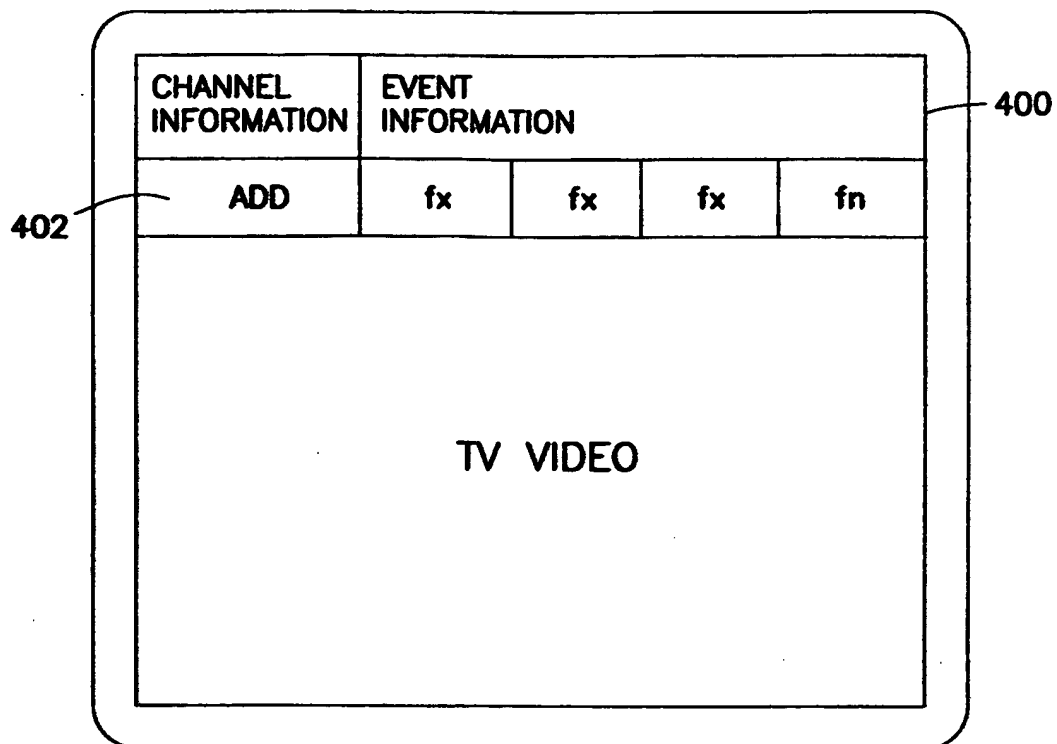 CHANNEL
INFORMATION
EVENT
INFORMATION
400
402
ADD
fx
fx
fx
fn
TV VIDEO